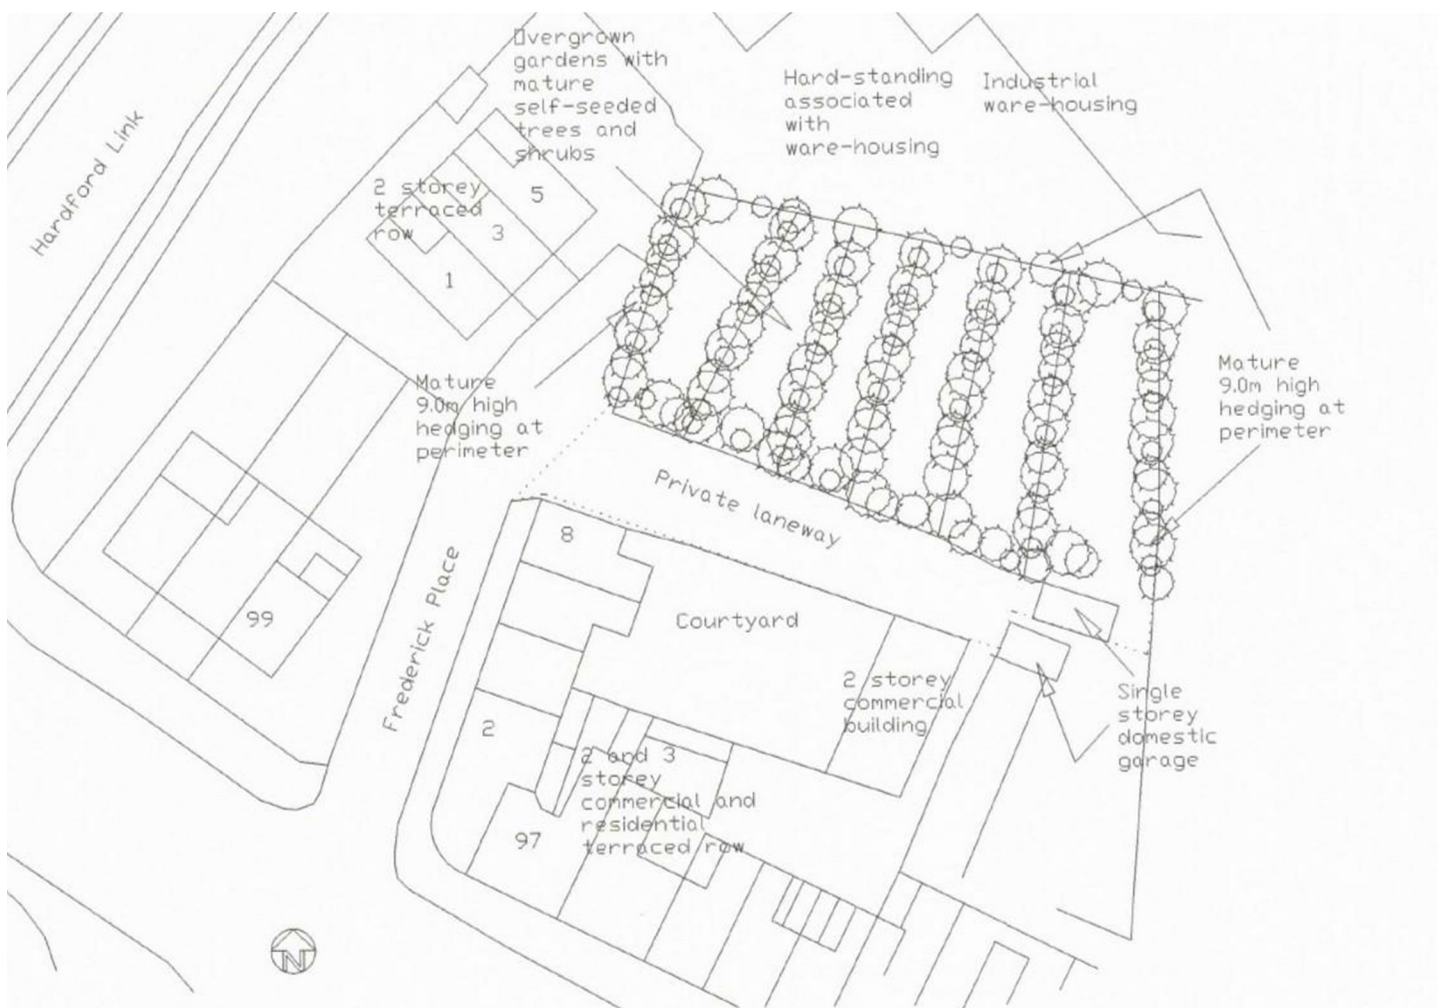 Overgrown
gardens with
mature
self-seeded
trees and
shrubs
Hard-standing
associated
with
ware-housing
Industrial
ware-housing
Hardford Link
2 storey
terraced
row
5
3
1
Mature
9.0m high
hedging at
perimeter
Mature
9.0m high
hedging at
perimeter
Private laneway
8
Courtyard
99
Frederick Place
2
2 storey
commercial
building
Single
storey
domestic
garage
2 and 3
storey
commercial and
residential
terraced row
97
N